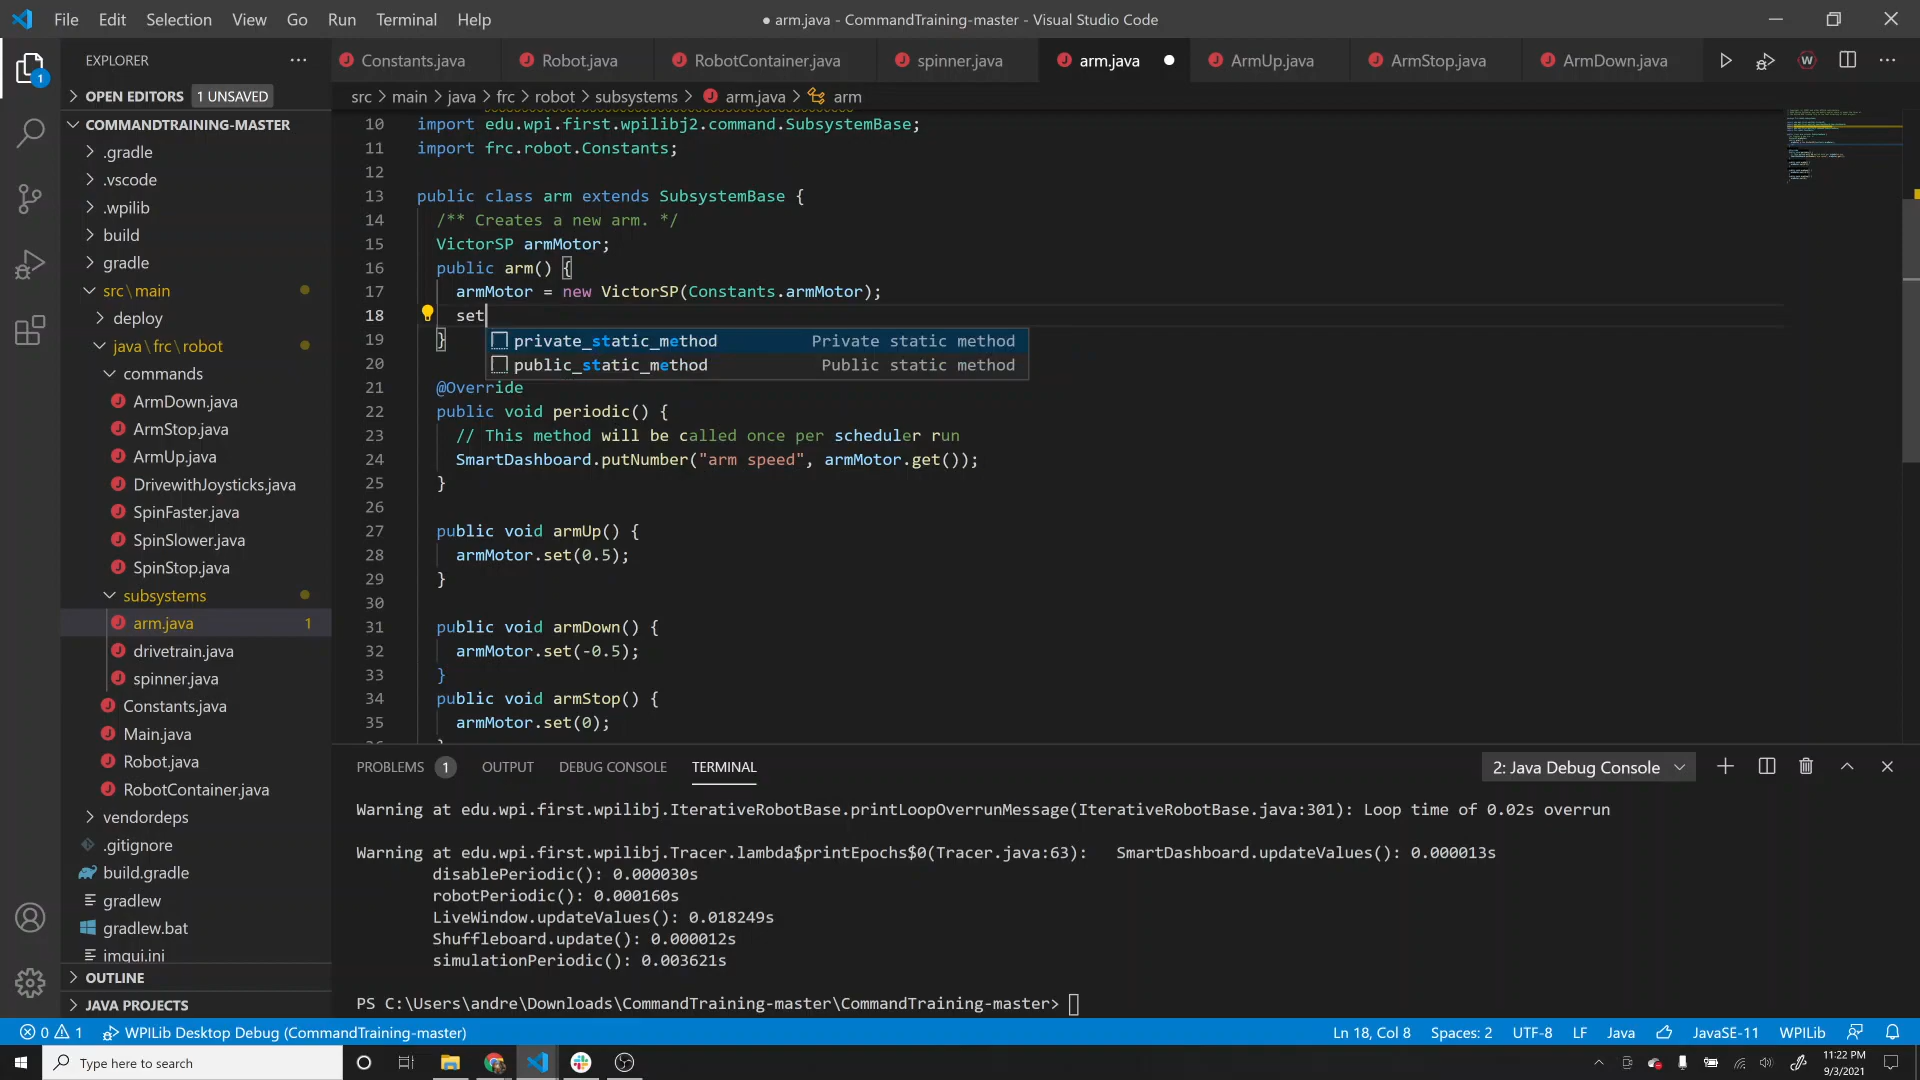 File Edit Selection View Go Run Terminal Help
● arm.java - CommandTraining-master - Visual Studio Code
EXPLORER
Constants.java Robot.java RobotContainer.java spinner.java arm.java ArmUp.java ArmStop.java ArmDown.java
OPEN EDITORS 1 UNSAVED
src > main > java > frc > robot > subsystems > arm.java > arm
COMMANDTRAINING-MASTER
.gradle
.vscode
.wpilib
build
gradle
src\main
deploy
java\frc\robot
commands
ArmDown.java
ArmStop.java
ArmUp.java
DrivewithJoysticks.java
SpinFaster.java
SpinSlower.java
SpinStop.java
subsystems
arm.java 1
drivetrain.java
spinner.java
Constants.java
Main.java
Robot.java
RobotContainer.java
vendordeps
.gitignore
build.gradle
gradlew
gradlew.bat
imgui.ini
OUTLINE
JAVA PROJECTS
10 import edu.wpi.first.wpilibj2.command.SubsystemBase;
11 import frc.robot.Constants;
12
13 public class arm extends SubsystemBase {
14 /** Creates a new arm. */
15 VictorSP armMotor;
16 public arm() {
17 armMotor = new VictorSP(Constants.armMotor);
18 set
19 }
private_static_method Private static method
public_static_method Public static method
20
21 @Override
22 public void periodic() {
23 // This method will be called once per scheduler run
24 SmartDashboard.putNumber("arm speed", armMotor.get());
25 }
26
27 public void armUp() {
28 armMotor.set(0.5);
29 }
30
31 public void armDown() {
32 armMotor.set(-0.5);
33 }
34 public void armStop() {
35 armMotor.set(0);
PROBLEMS 1 OUTPUT DEBUG CONSOLE TERMINAL 2: Java Debug Console
Warning at edu.wpi.first.wpilibj.IterativeRobotBase.printLoopOverrunMessage(IterativeRobotBase.java:301): Loop time of 0.02s overrun
Warning at edu.wpi.first.wpilibj.Tracer.lambda$printEpochs$0(Tracer.java:63): SmartDashboard.updateValues(): 0.000013s
disablePeriodic(): 0.000030s
robotPeriodic(): 0.000160s
LiveWindow.updateValues(): 0.018249s
Shuffleboard.update(): 0.000012s
simulationPeriodic(): 0.003621s
PS C:\Users\andre\Downloads\CommandTraining-master\CommandTraining-master>
0 1 WPILib Desktop Debug (CommandTraining-master) Ln 18, Col 8 Spaces: 2 UTF-8 LF Java JavaSE-11 WPILib
Type here to search
11:22 PM
9/3/2021